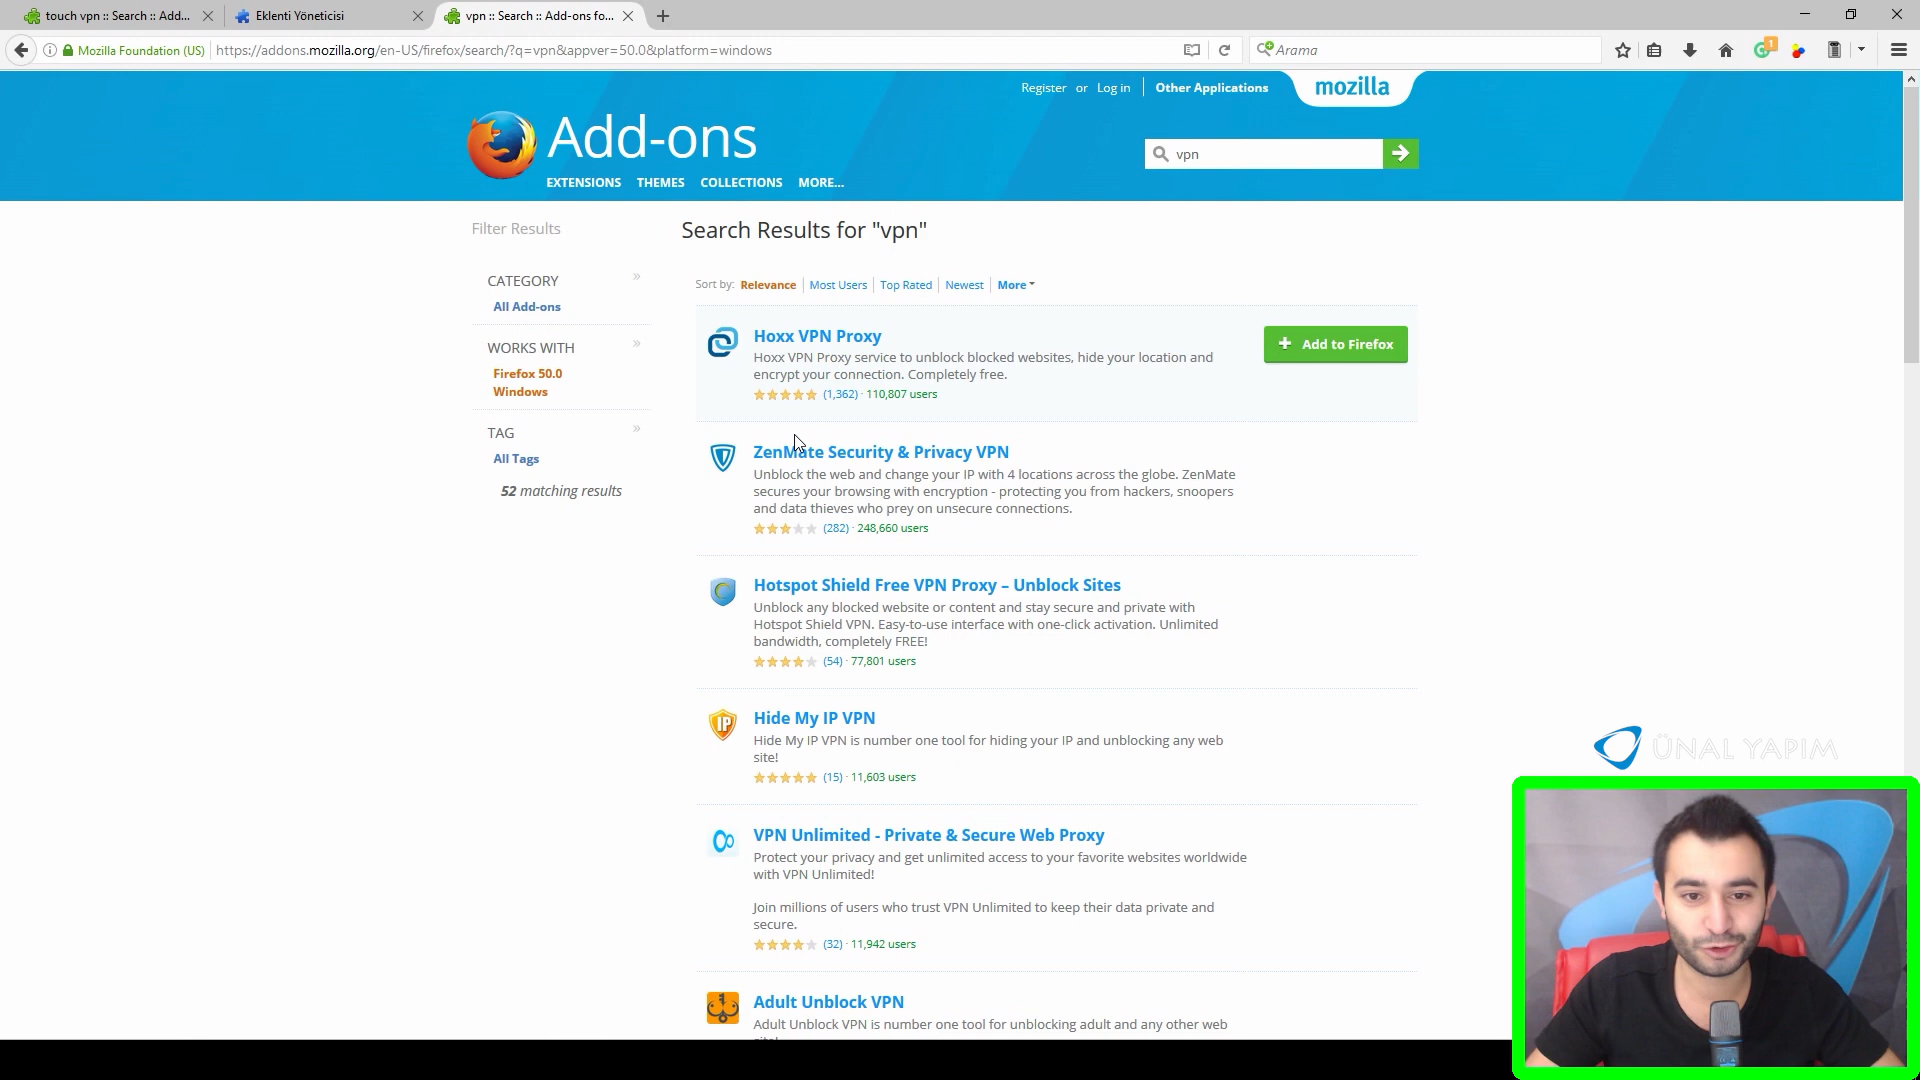 touch vpn :: Search :: Add...
Eklenti Yöneticisi
vpn :: Search :: Add-ons fo...
Mozilla Foundation (US)
https://addons.mozilla.org/en-US/firefox/search/?q=vpn&appver=50.0&platform=windows
Arama
1
Register or Log in
Other Applications
mozilla
Add-ons
vpn
EXTENSIONS THEMES COLLECTIONS MORE...
Filter Results
CATEGORY »
All Add-ons
WORKS WITH »
Firefox 50.0
Windows
TAG »
All Tags
52 matching results
Search Results for "vpn"
Sort by: Relevance Most Users Top Rated Newest More
Hoxx VPN Proxy
Hoxx VPN Proxy service to unblock blocked websites, hide your location and
encrypt your connection. Completely free.
(1,362) · 110,807 users
+ Add to Firefox
ZenMate Security & Privacy VPN
Unblock the web and change your IP with 4 locations across the globe. ZenMate
secures your browsing with encryption - protecting you from hackers, snoopers
and data thieves who prey on unsecure connections.
(282) · 248,660 users
Hotspot Shield Free VPN Proxy – Unblock Sites
Unblock any blocked website or content and stay secure and private with
Hotspot Shield VPN. Easy-to-use interface with one-click activation. Unlimited
bandwidth, completely FREE!
(54) · 77,801 users
IP
Hide My IP VPN
Hide My IP VPN is number one tool for hiding your IP and unblocking any web
site!
(15) · 11,603 users
VPN Unlimited - Private & Secure Web Proxy
Protect your privacy and get unlimited access to your favorite websites worldwide
with VPN Unlimited!
Join millions of users who trust VPN Unlimited to keep their data private and
secure.
(32) · 11,942 users
Adult Unblock VPN
Adult Unblock VPN is number one tool for unblocking adult and any other web
ÜNAL YAPIM